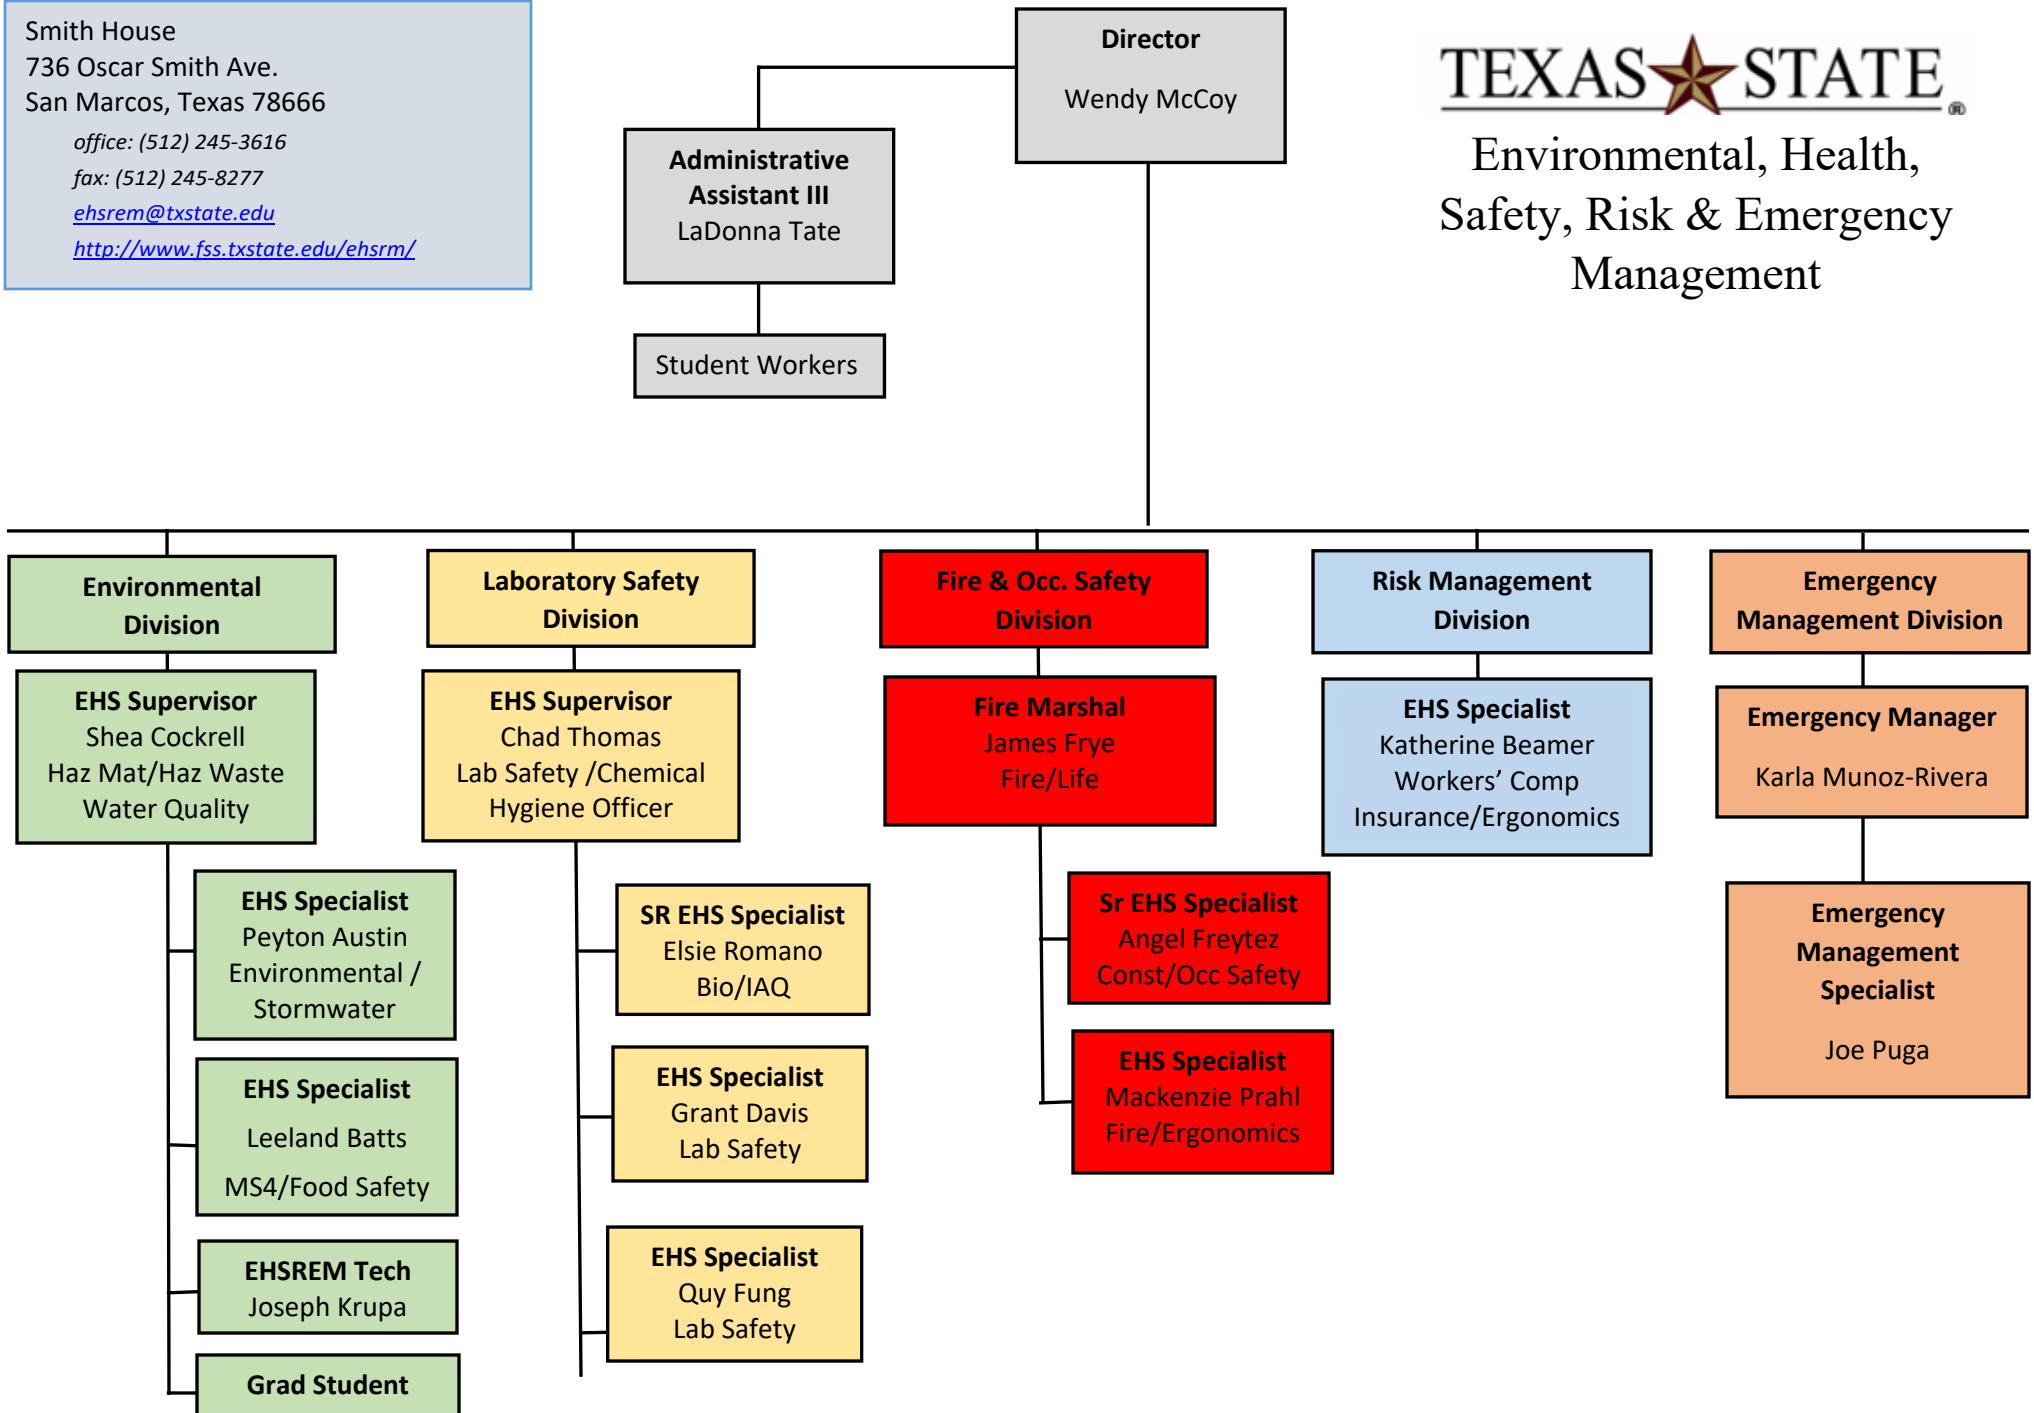 Smith House
736 Oscar Smith Ave.
San Marcos, Texas 78666
office: (512) 245-3616
fax: (512) 245-8277
ehsrem@txstate.edu
http://www.fss.txstate.edu/ehsrm/
Director
Wendy McCoy
Administrative
Assistant III
LaDonna Tate
Student Workers
TEXAS STATE®
Environmental, Health,
Safety, Risk & Emergency
Management
Environmental
Division
EHS Supervisor
Shea Cockrell
Haz Mat/Haz Waste
Water Quality
EHS Specialist
Peyton Austin
Environmental /
Stormwater
EHS Specialist
Leeland Batts
MS4/Food Safety
EHSREM Tech
Joseph Krupa
Grad Student
Laboratory Safety
Division
EHS Supervisor
Chad Thomas
Lab Safety /Chemical
Hygiene Officer
SR EHS Specialist
Elsie Romano
Bio/IAQ
EHS Specialist
Grant Davis
Lab Safety
EHS Specialist
Quy Fung
Lab Safety
Fire & Occ. Safety
Division
Fire Marshal
James Frye
Fire/Life
Sr EHS Specialist
Angel Freytez
Const/Occ Safety
EHS Specialist
Mackenzie Prahl
Fire/Ergonomics
Risk Management
Division
EHS Specialist
Katherine Beamer
Workers’ Comp
Insurance/Ergonomics
Emergency
Management Division
Emergency Manager
Karla Munoz-Rivera
Emergency
Management
Specialist
Joe Puga